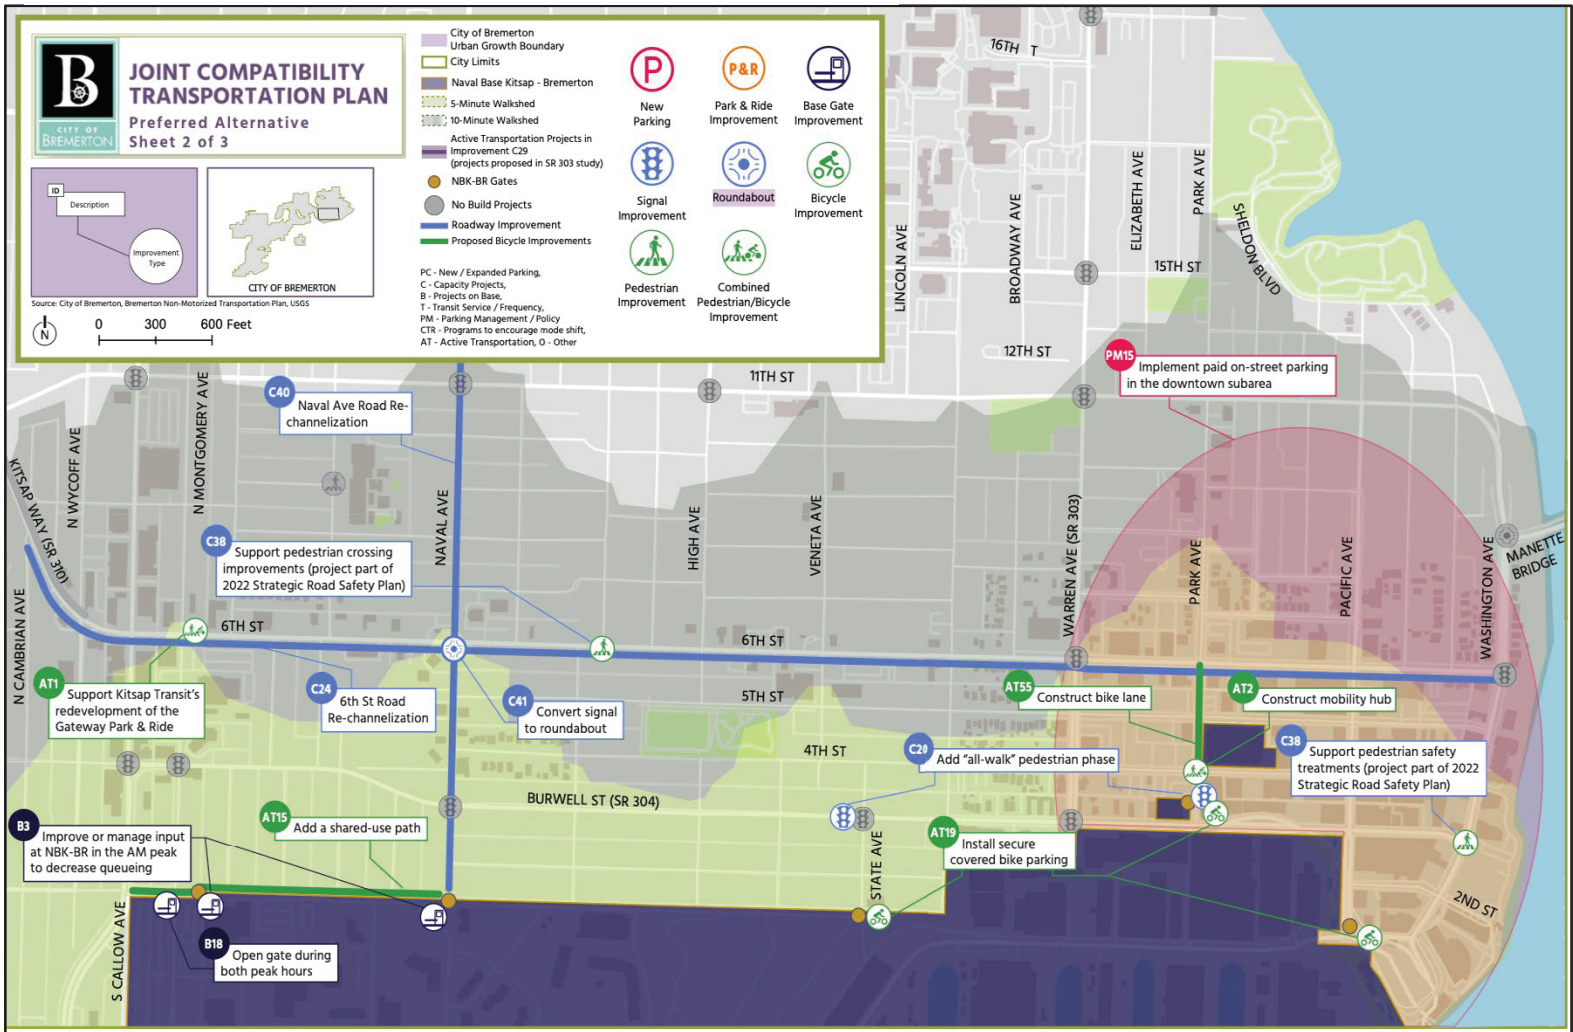 B
CITY OF
BREMERTON
JOINT COMPATIBILITY
TRANSPORTATION PLAN
Preferred Alternative
Sheet 2 of 3
ID
Description
Improvement
Type
CITY OF BREMERTON
Source: City of Bremerton, Bremerton Non-Motorized Transportation Plan, USGS
N
0 300 600 Feet
City of Bremerton
Urban Growth Boundary
City Limits
Naval Base Kitsap - Bremerton
5-Minute Walkshed
10-Minute Walkshed
Active Transportation Projects in
Improvement C29
(projects proposed in SR 303 study)
NBK-BR Gates
No Build Projects
Roadway Improvement
Proposed Bicycle Improvements
PC - New / Expanded Parking,
C - Capacity Projects,
B - Projects on Base,
T - Transit Service / Frequency,
PM - Parking Management / Policy
CTR - Programs to encourage mode shift,
AT - Active Transportation, O - Other
P
New
Parking
P&R
Park & Ride
Improvement
Base Gate
Improvement
Signal
Improvement
Roundabout
Bicycle
Improvement
Pedestrian
Improvement
Combined
Pedestrian/Bicycle
Improvement
16TH T
LINCOLN AVE
BROADWAY AVE
ELIZABETH AVE
PARK AVE
SHELDON BLVD
15TH ST
12TH ST
11TH ST
PM15
Implement paid on-street parking
in the downtown subarea
C40
Naval Ave Road Re-
channelization
KITSAP WAY (SR 310)
N WYCOFF AVE
N MONTGOMERY AVE
NAVAL AVE
HIGH AVE
VENETA AVE
WARREN AVE (SR 303)
PARK AVE
PACIFIC AVE
WASHINGTON AVE
MANETTE
BRIDGE
C38
Support pedestrian crossing
improvements (project part of
2022 Strategic Road Safety Plan)
N CAMBRIAN AVE
6TH ST
6TH ST
AT1
Support Kitsap Transit's
redevelopment of the
Gateway Park & Ride
C24
6th St Road
Re-channelization
C41
Convert signal
to roundabout
5TH ST
AT55
Construct bike lane
AT2
Construct mobility hub
4TH ST
C20
Add "all-walk" pedestrian phase
C38
Support pedestrian safety
treatments (project part of 2022
Strategic Road Safety Plan)
BURWELL ST (SR 304)
B3
Improve or manage input
at NBK-BR in the AM peak
to decrease queueing
AT15
Add a shared-use path
AT19
Install secure
covered bike parking
STATE AVE
2ND ST
S CALLOW AVE
B18
Open gate during
both peak hours